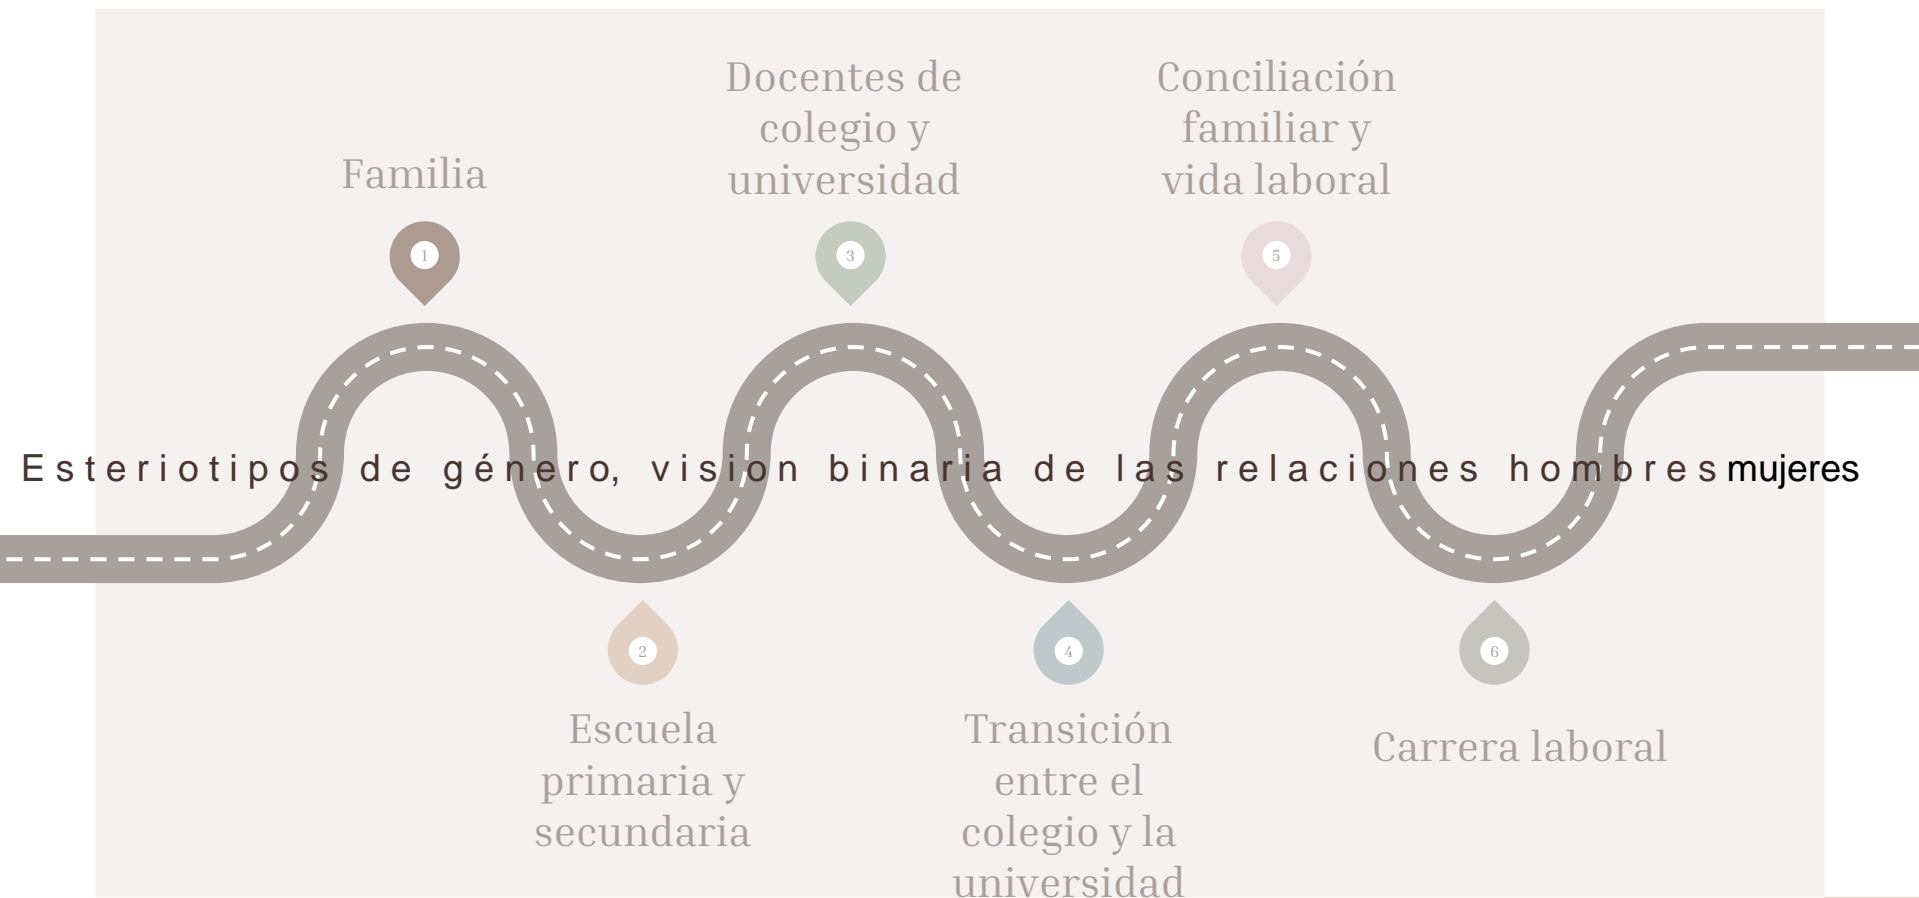 Familia
1
Docentes de
colegio y
universidad
3
Conciliación
familiar y
vida laboral
5
Esteriotipos de género, vision binaria de las relaciones hombres mujeres
2
Escuela
primaria y
secundaria
4
Transición
entre el
colegio y la
universidad
6
Carrera laboral